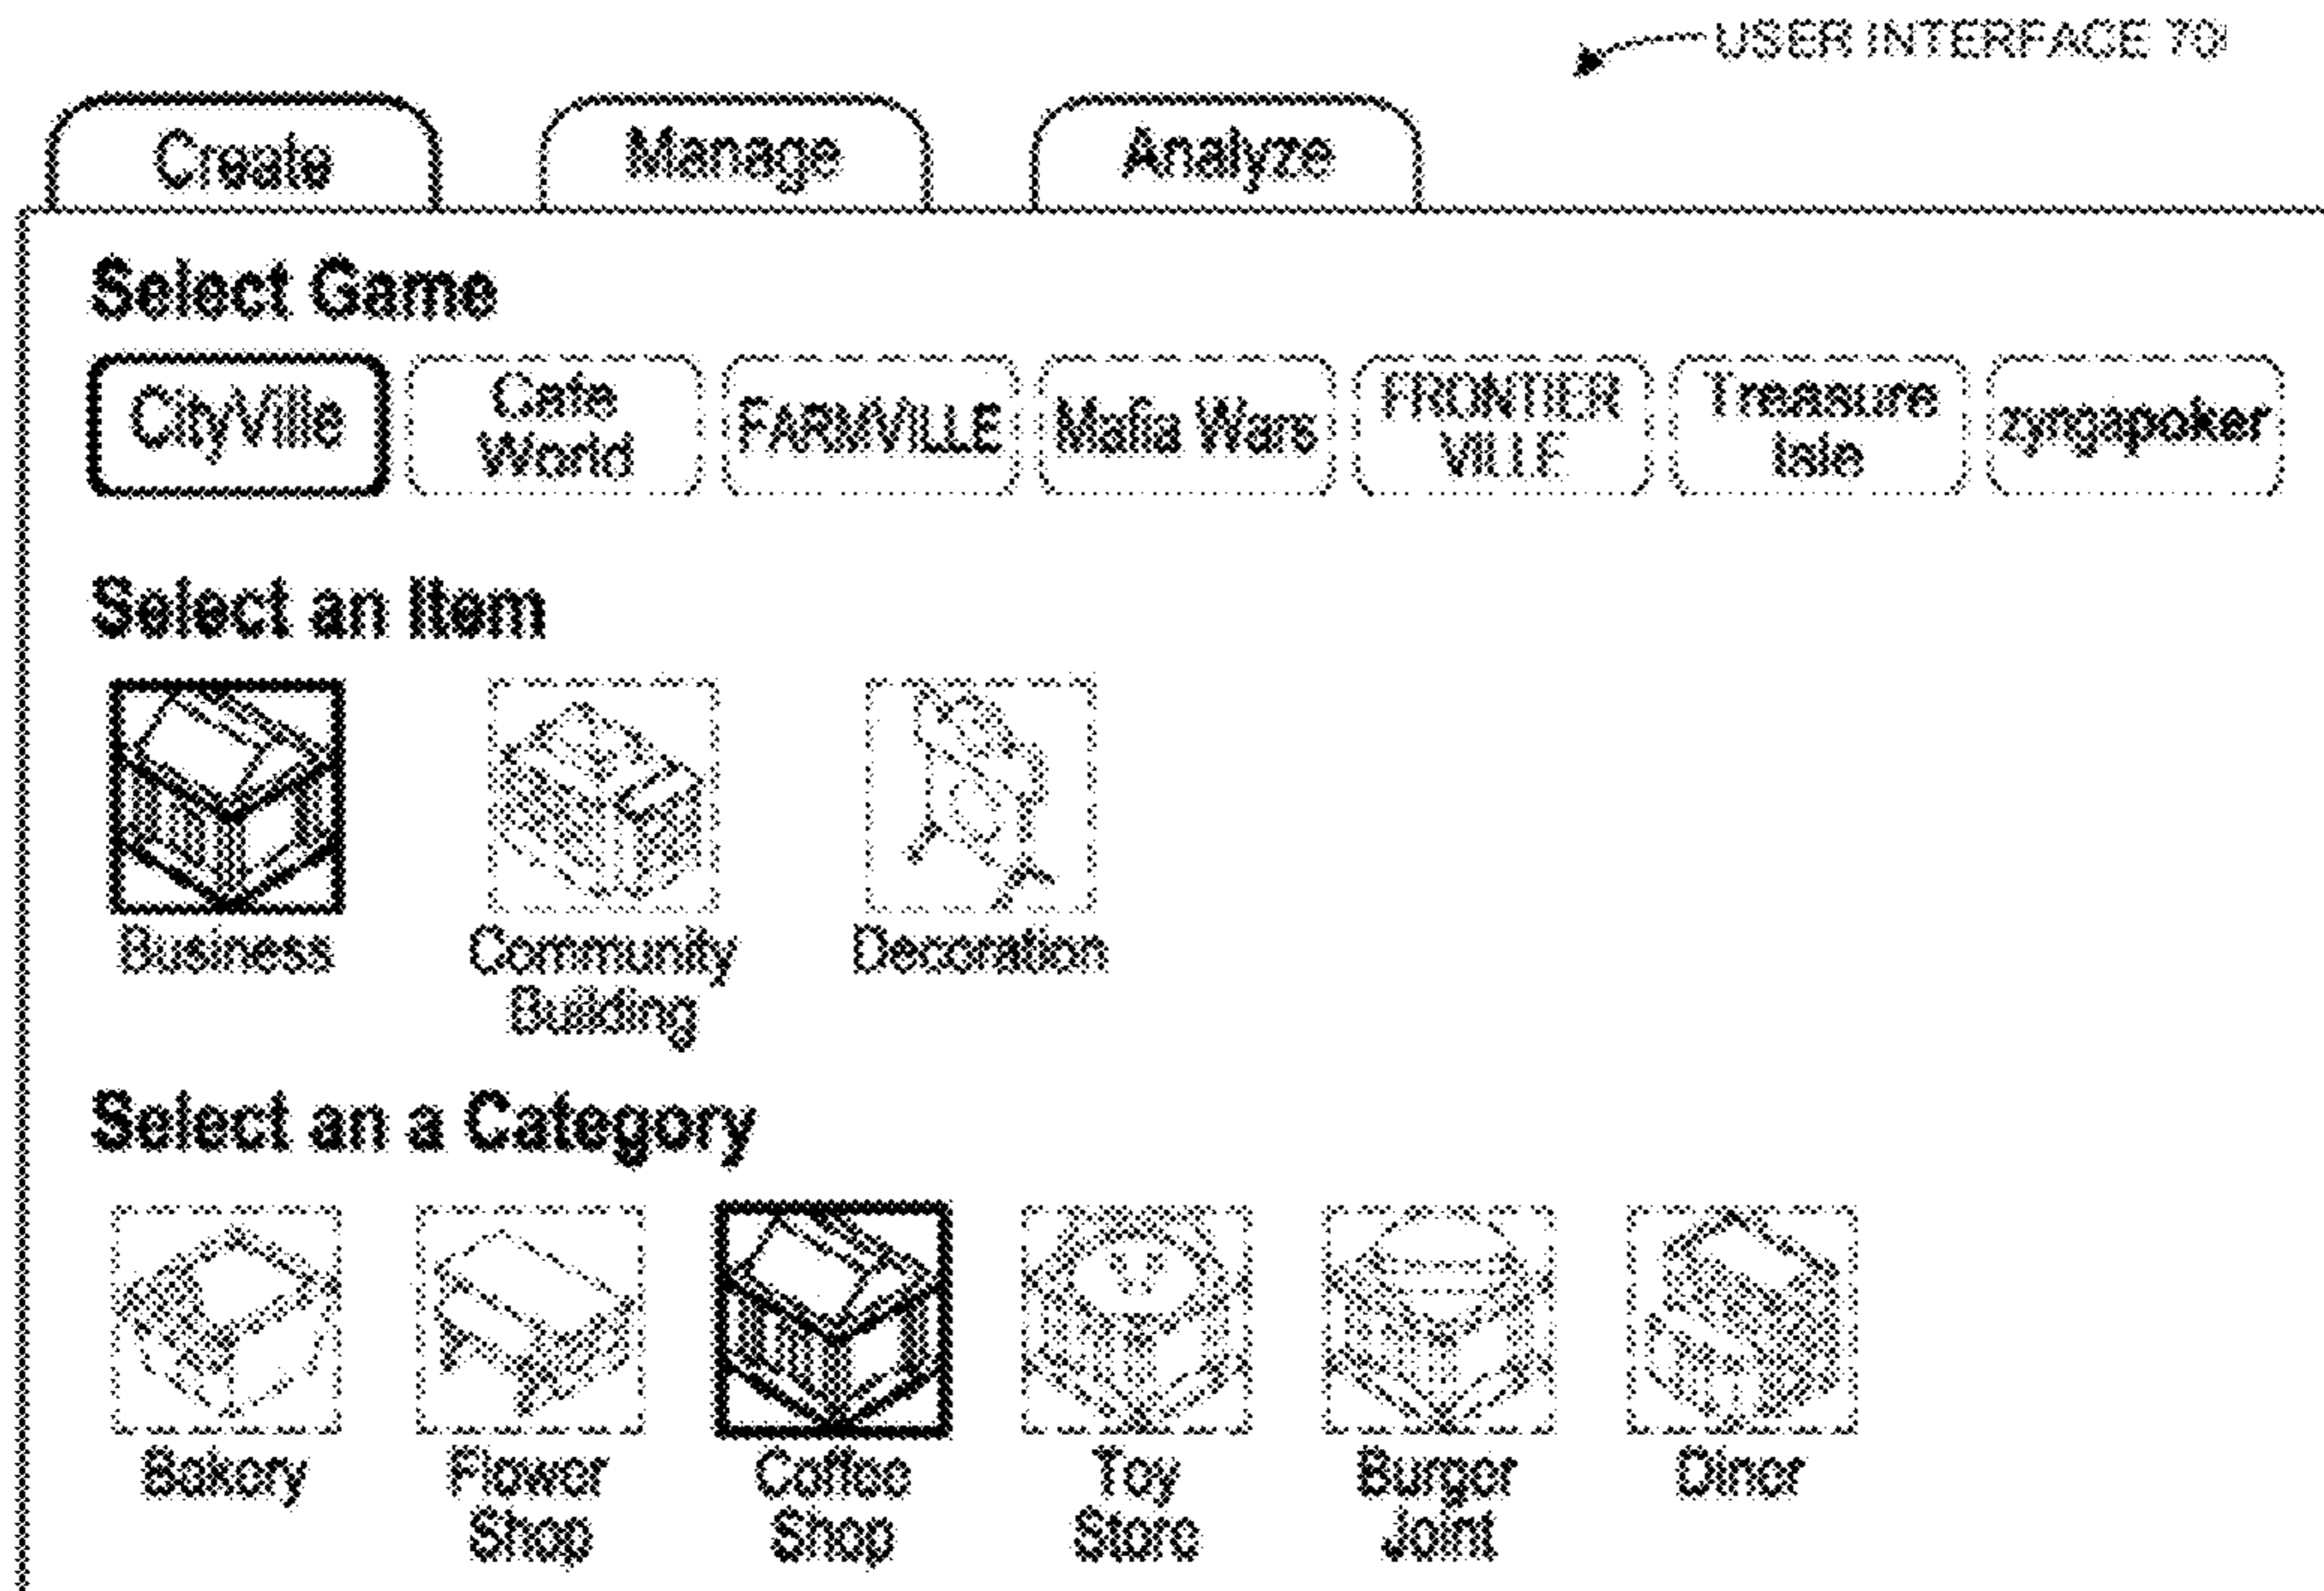 USER INTERFACE 70
Create
Manage
Analyze
Select Game
CityVille
Cafe
World
FARMVILLE
Mafia Wars
FRONTIER
VILLE
Treasure
Isle
zyngapoker
Select an Item
Business
Community
Building
Decoration
Select an a Category
Bakery
Flower
Shop
Coffee
Shop
Toy
Store
Burger
Joint
Diner